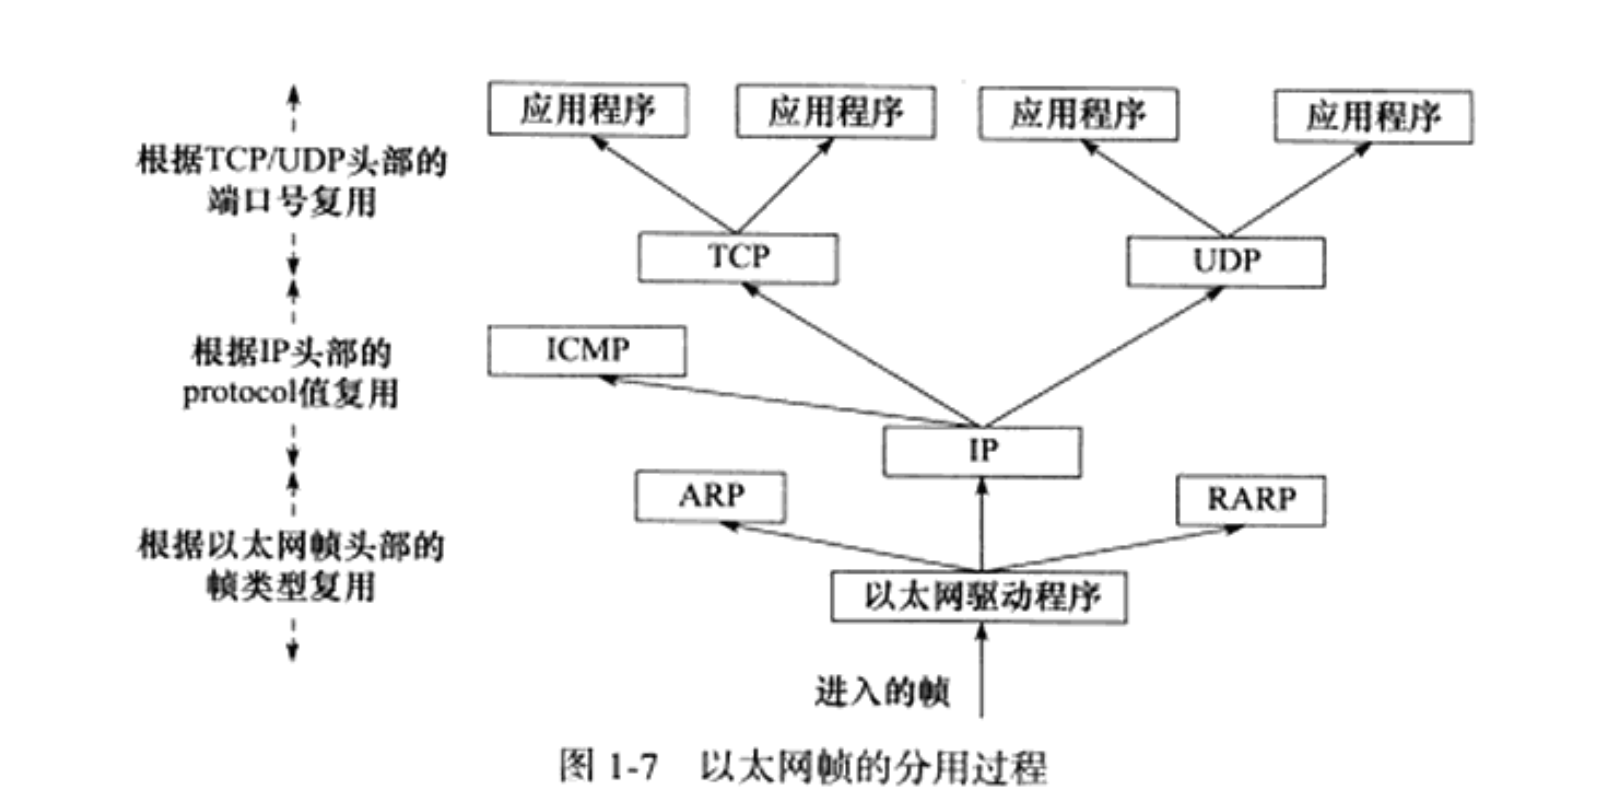 应用程序
应用程序
应用程序
应用程序
根据TCP/UDP头部的
端口号复用
TCP
UDP
ICMP
根据IP头部的
protocol值复用
IP
ARP
RARP
根据以太网帧头部的
帧类型复用
以太网驱动程序
进入的帧
图 1-7 以太网帧的分用过程